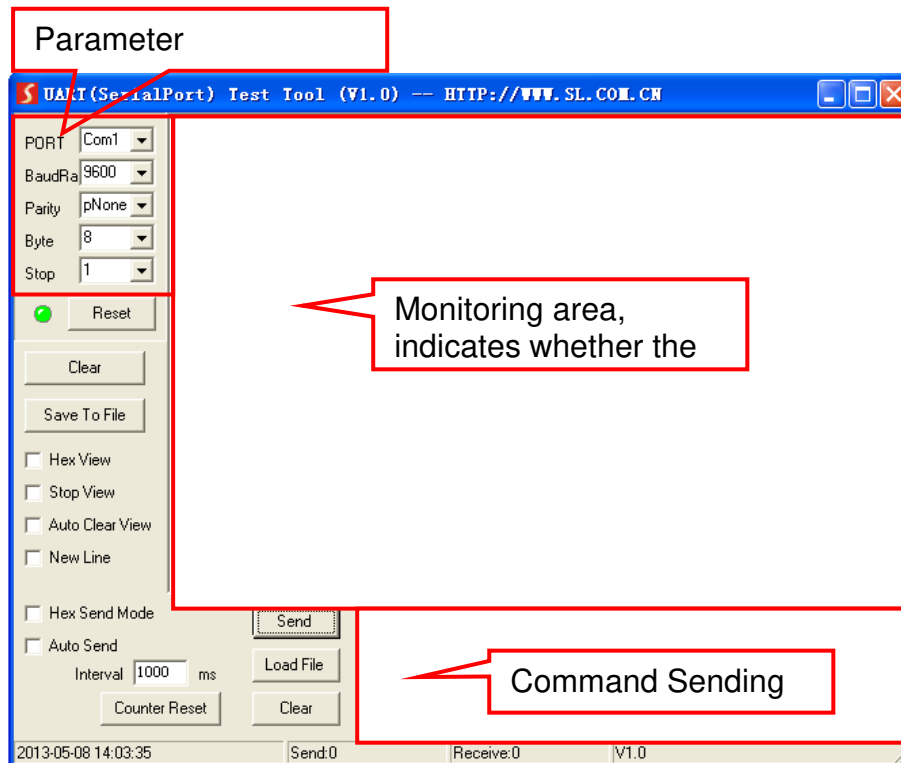 Parameter
UART(SerialPort) Test Tool (V1.0) -- HTTP://WWW.SL.COM.CN
PORT Com1
BaudRa 9600
Parity pNone
Byte 8
Stop 1
Reset
Monitoring area,
indicates whether the
Clear
Save To File
Hex View
Stop View
Auto Clear View
New Line
Hex Send Mode
Send
Auto Send
Interval 1000 ms
Load File
Command Sending
Counter Reset
Clear
2013-05-08 14:03:35 Send:0 Receive:0 V1.0